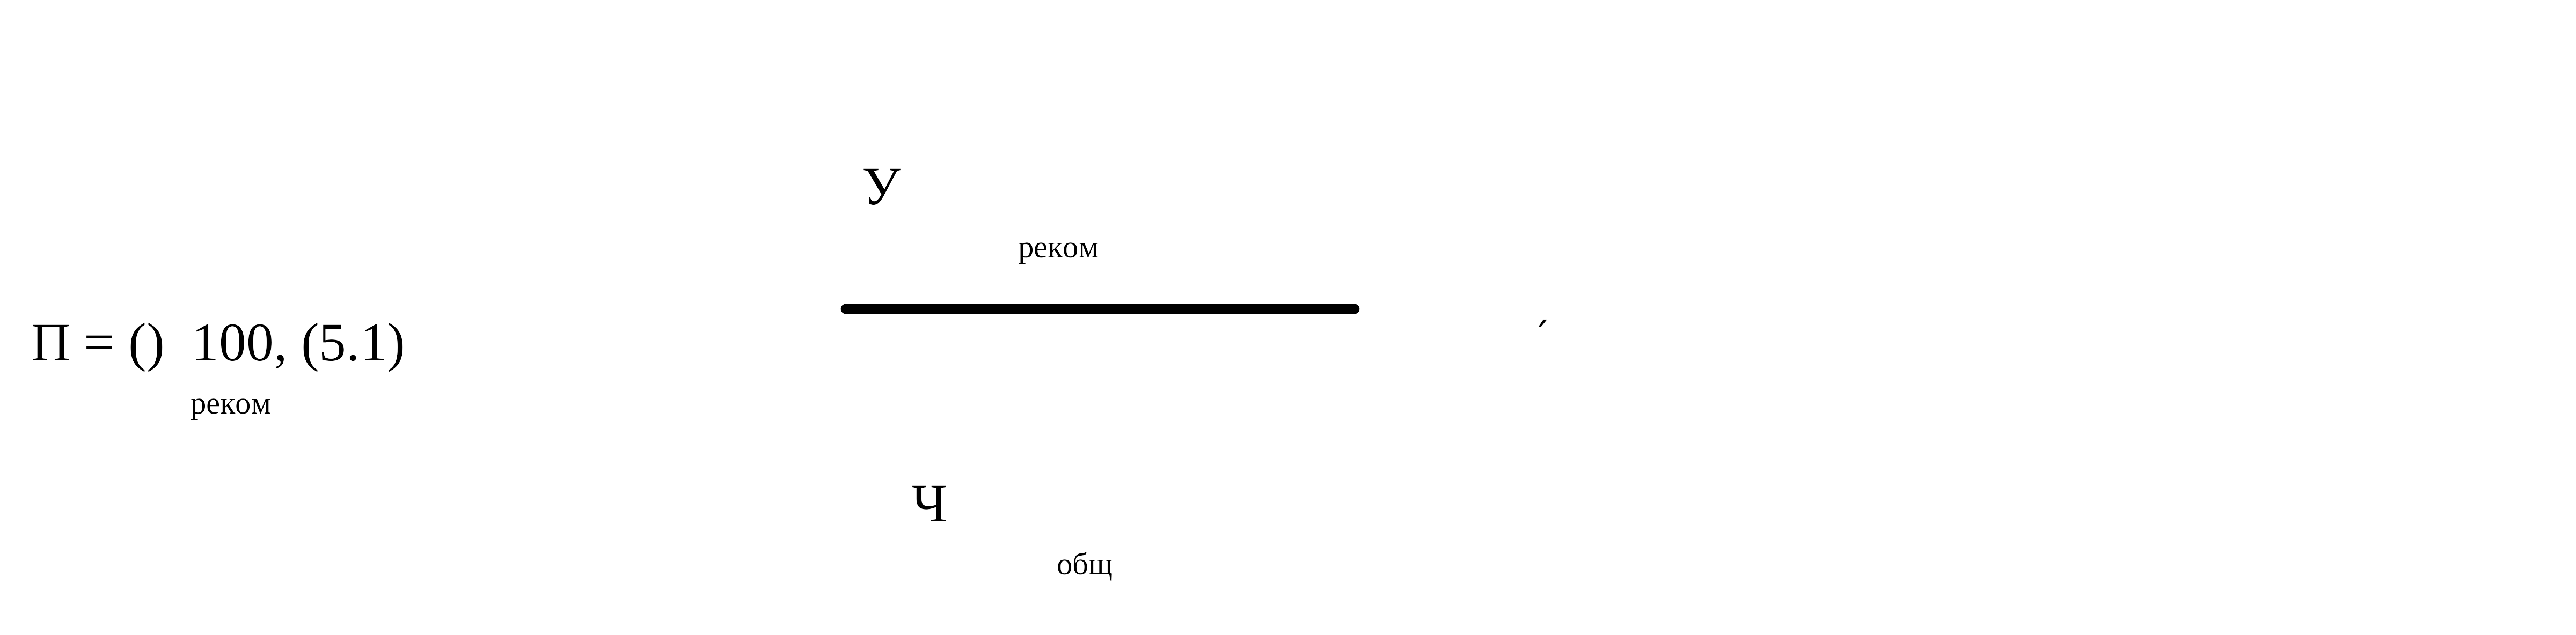 У
реком
П = () 100, (5.1)
´
реком
Ч
общ